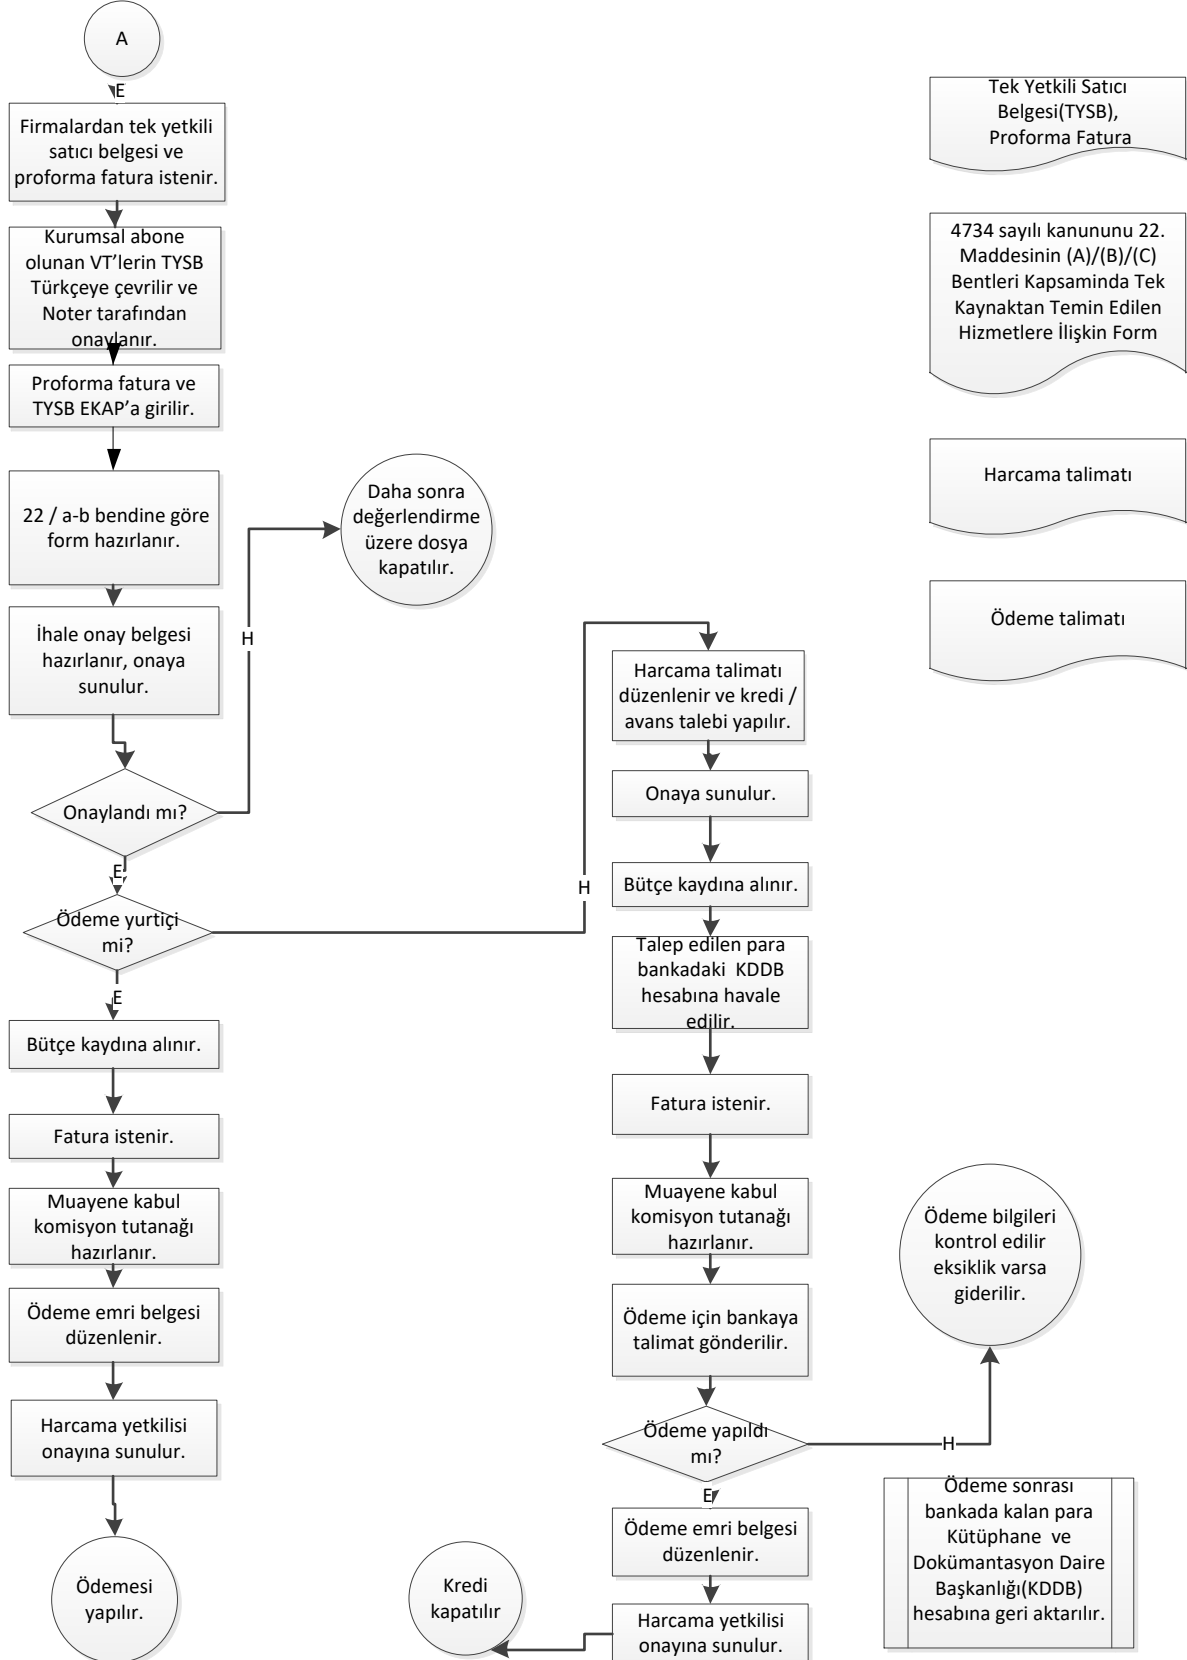 A
E
Firmalardan tek yetkili
satıcı belgesi ve
proforma fatura istenir.
Kurumsal abone
olunan VT’lerin TYSB
Türkçeye çevrilir ve
Noter tarafından
onaylanır.
Proforma fatura ve
TYSB EKAP’a girilir.
22 / a-b bendine göre
form hazırlanır.
İhale onay belgesi
hazırlanır, onaya
sunulur.
Onaylandı mı?
H
Daha sonra
değerlendirme
üzere dosya
kapatılır.
E
Ödeme yurtiçi
mi?
H
E
Bütçe kaydına alınır.
Fatura istenir.
Muayene kabul
komisyon tutanağı
hazırlanır.
Ödeme emri belgesi
düzenlenir.
Harcama yetkilisi
onayına sunulur.
Ödemesi
yapılır.
Harcama talimatı
düzenlenir ve kredi /
avans talebi yapılır.
Onaya sunulur.
Bütçe kaydına alınır.
Talep edilen para
bankadaki  KDDB
hesabına havale
edilir.
Fatura istenir.
Muayene kabul
komisyon tutanağı
hazırlanır.
Ödeme için bankaya
talimat gönderilir.
Ödeme yapıldı
mı?
H
Ödeme bilgileri
kontrol edilir
eksiklik varsa
giderilir.
E
Ödeme emri belgesi
düzenlenir.
Harcama yetkilisi
onayına sunulur.
Kredi
kapatılır
Ödeme sonrası
bankada kalan para
Kütüphane  ve
Dokümantasyon Daire
Başkanlığı(KDDB)
hesabına geri aktarılır.
Tek Yetkili Satıcı
Belgesi(TYSB),
Proforma Fatura
4734 sayılı kanununu 22.
Maddesinin (A)/(B)/(C)
Bentleri Kapsaminda Tek
Kaynaktan Temin Edilen
Hizmetlere İlişkin Form
Harcama talimatı
Ödeme talimatı